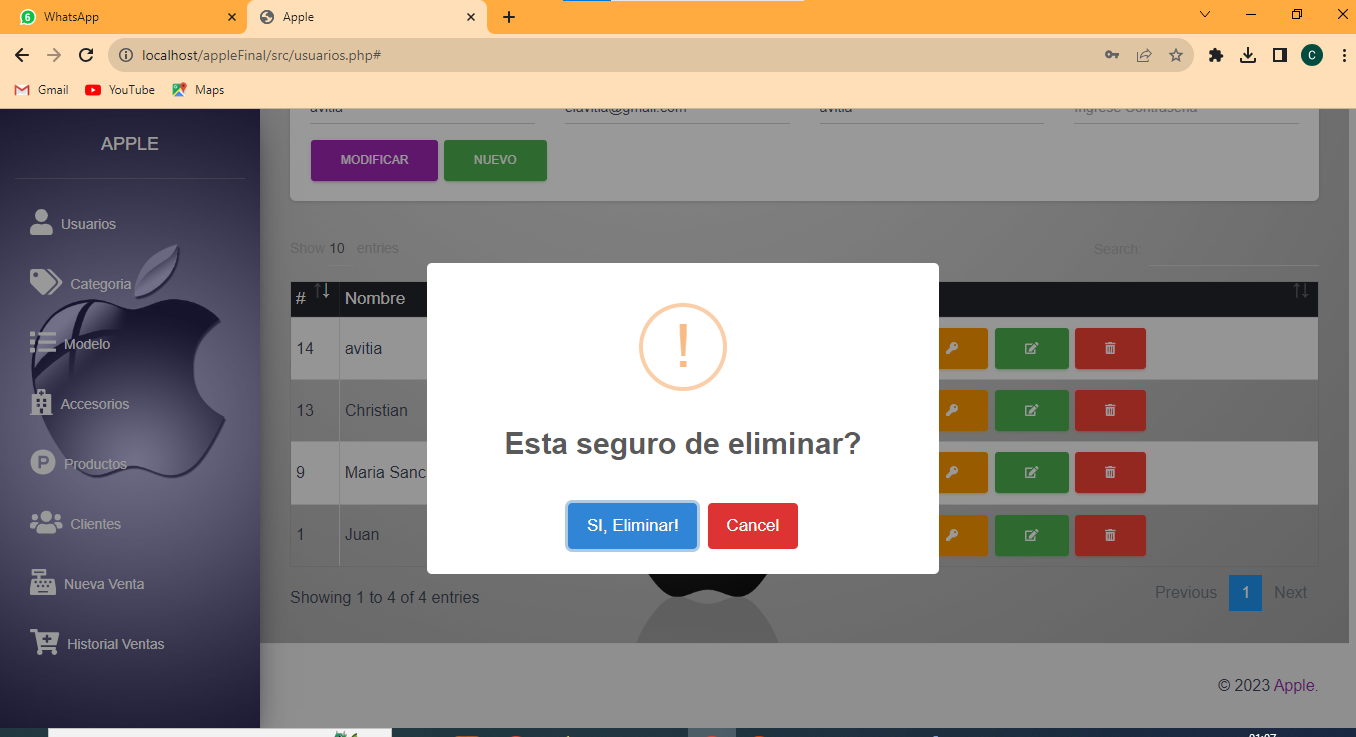 6 WhatsApp
Apple
localhost/appleFinal/src/usuarios.php#
C
Gmail YouTube Maps
APPLE
avitia elavitia@gmail.com avitia Ingrese Contraseña
MODIFICAR NUEVO
Usuarios
Show 10 entries Search:
Categoria
# Nombre
Modelo
14 avitia
Accesorios
13 Christian
Productos
9 Maria Sanc
Clientes
1 Juan
Esta seguro de eliminar?
SI, Eliminar! Cancel
Nueva Venta
Showing 1 to 4 of 4 entries Previous 1 Next
Historial Ventas
© 2023 Apple.